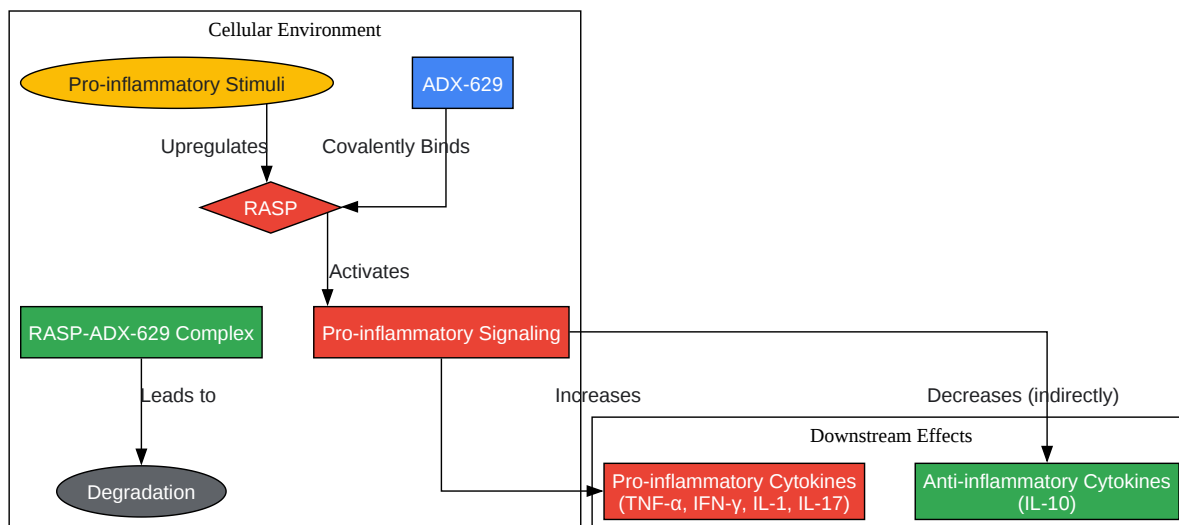 Cellular Environment
Pro-inflammatory Stimuli
ADX-629
Upregulates
Covalently Binds
RASP
Activates
RASP-ADX-629 Complex
Pro-inflammatory Signaling
Leads to
Increases
Decreases (indirectly)
Downstream Effects
Degradation
Pro-inflammatory Cytokines
(TNF-α, IFN-γ, IL-1, IL-17)
Anti-inflammatory Cytokines
(IL-10)